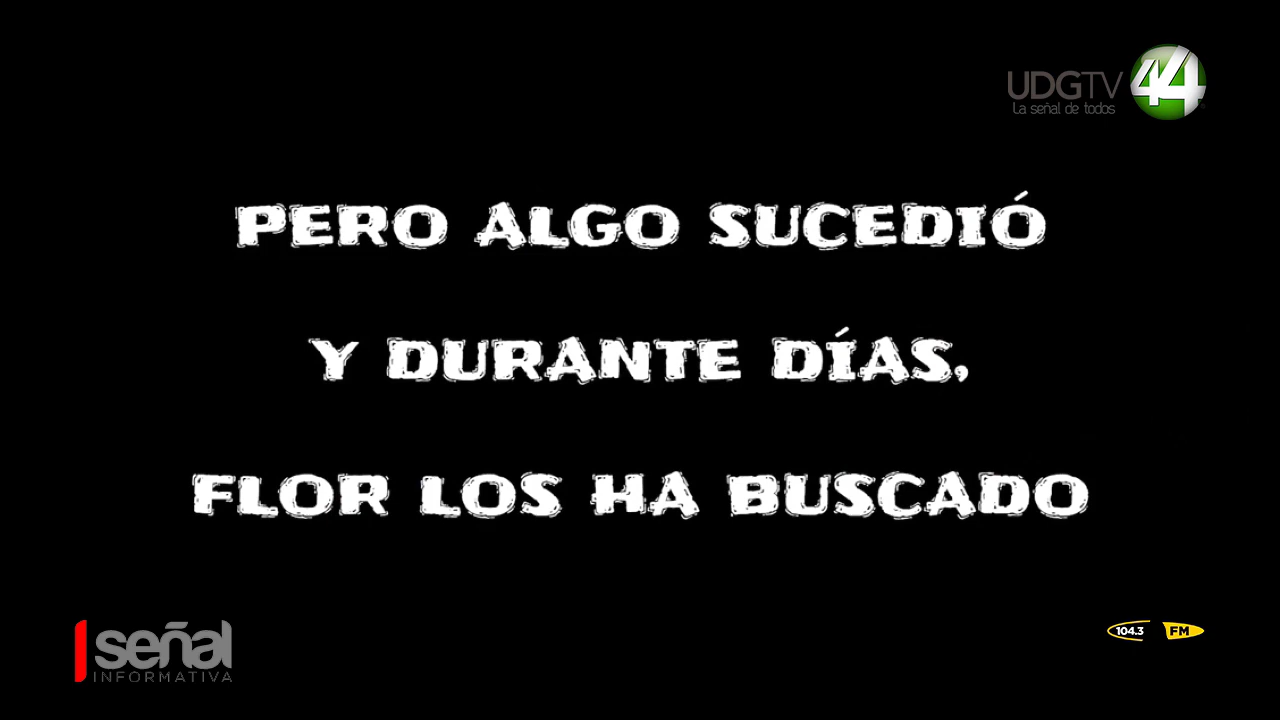 UDGTV 44
La señal de todos
PERO ALGO SUCEDIÓ
Y DURANTE DÍAS,
FLOR LOS HA BUSCADO
señal
INFORMATIVA
104.3 FM